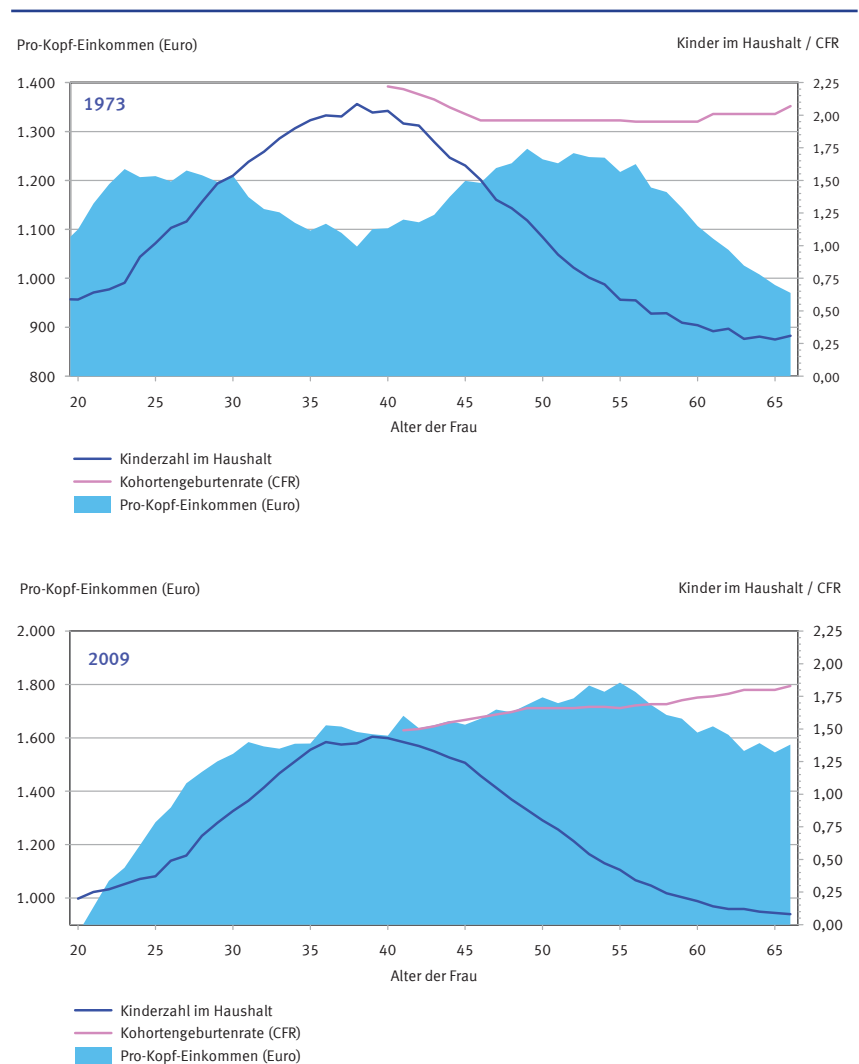 Pro-Kopf-Einkommen (Euro) Kinder im Haushalt / CFR
1973
1.400 2,25
1.300 2,00
1.200 1,75
1.100 1,50
1.000 1,25
900 1,00
800 0,75
0,50
0,25
0,00
20 25 30 35 40 45 50 55 60 65
Alter der Frau
Kinderzahl im Haushalt
Kohortengeburtenrate (CFR)
Pro-Kopf-Einkommen (Euro)
Pro-Kopf-Einkommen (Euro) Kinder im Haushalt / CFR
2009
2.000 2,25
1.800 2,00
1.600 1,75
1.400 1,50
1.200 1,25
1.000 1,00
0,75
0,50
0,25
0,00
20 25 30 35 40 45 50 55 60 65
Alter der Frau
Kinderzahl im Haushalt
Kohortengeburtenrate (CFR)
Pro-Kopf-Einkommen (Euro)